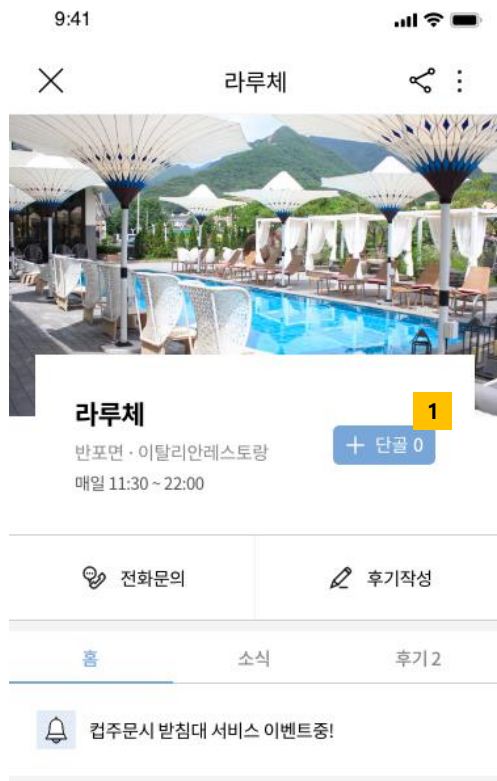 9:41
라루체
라루체
1
반포면 · 이탈리안레스토랑
+ 단골 0
매일 11:30 ~ 22:00
전화문의
후기작성
홈
소식
후기 2
컵주문시 받침대 서비스 이벤트중!